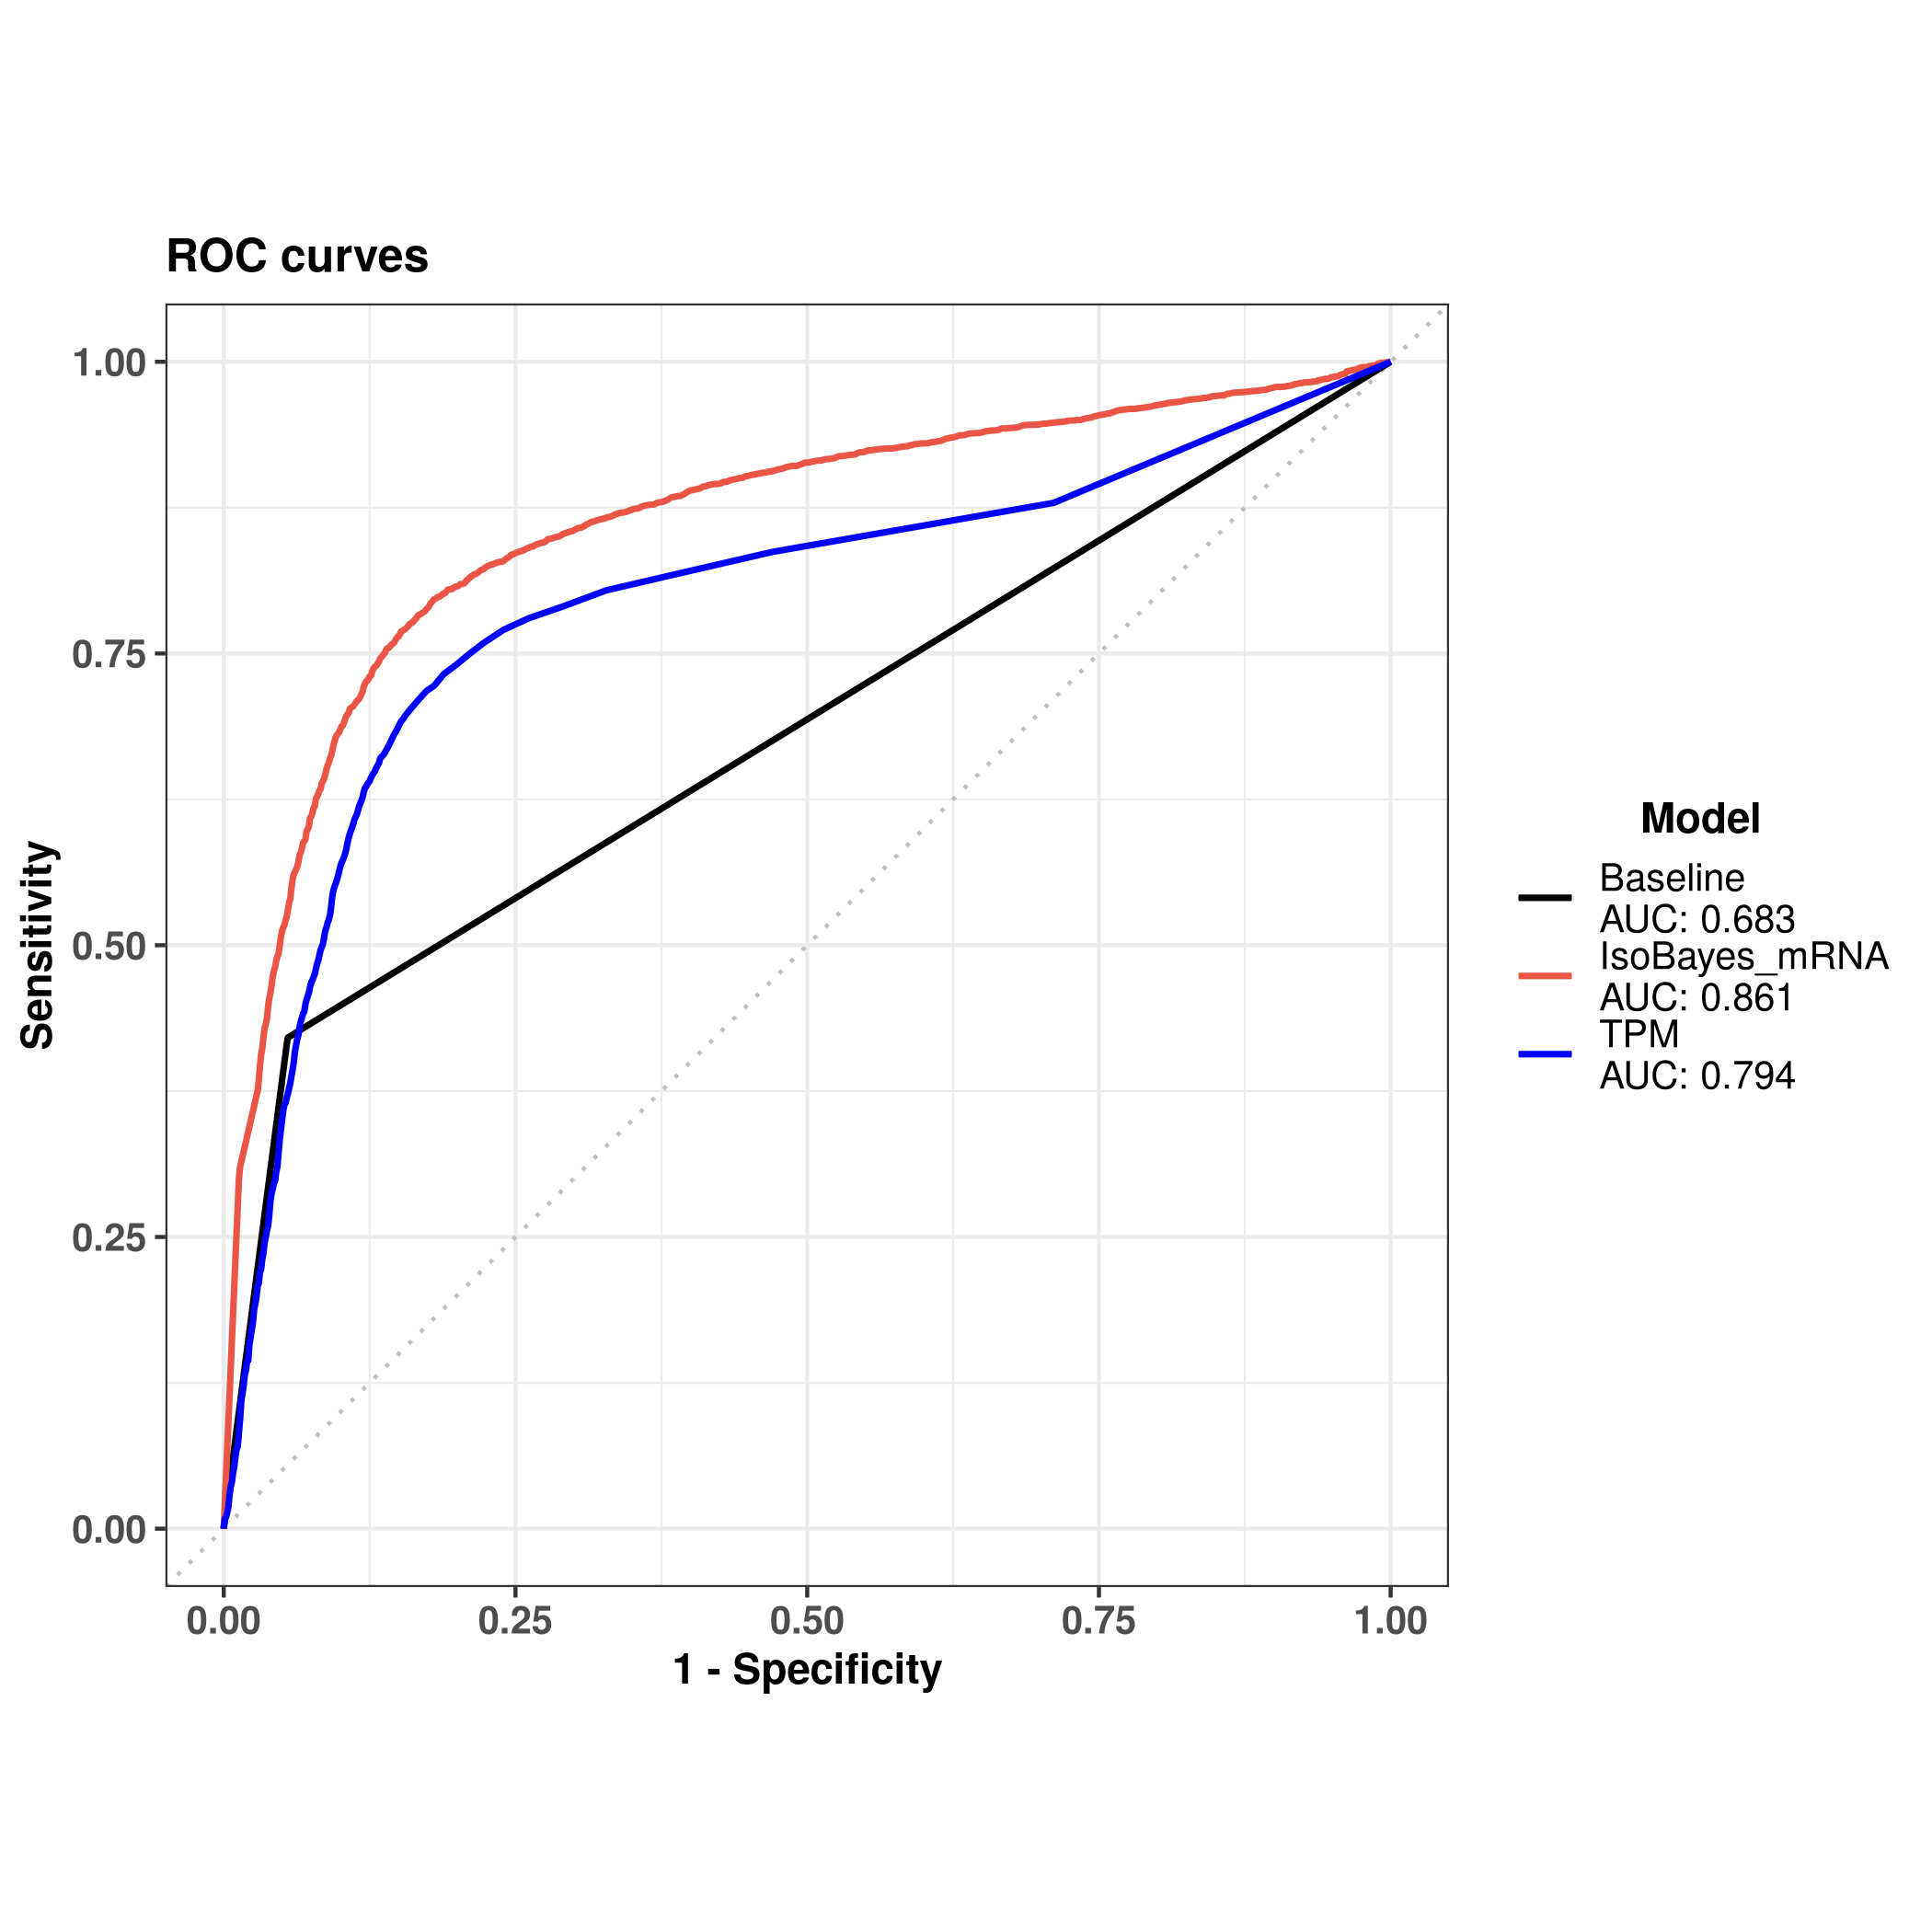 ROC curves
1.00
0.75
0.50
0.25
0.00
Sensitivity
0.00 0.25 0.50 0.75 1.00
1 - Specificity
Model
Baseline
AUC: 0.683
IsoBayes_mRNA
AUC: 0.861
TPM
AUC: 0.794